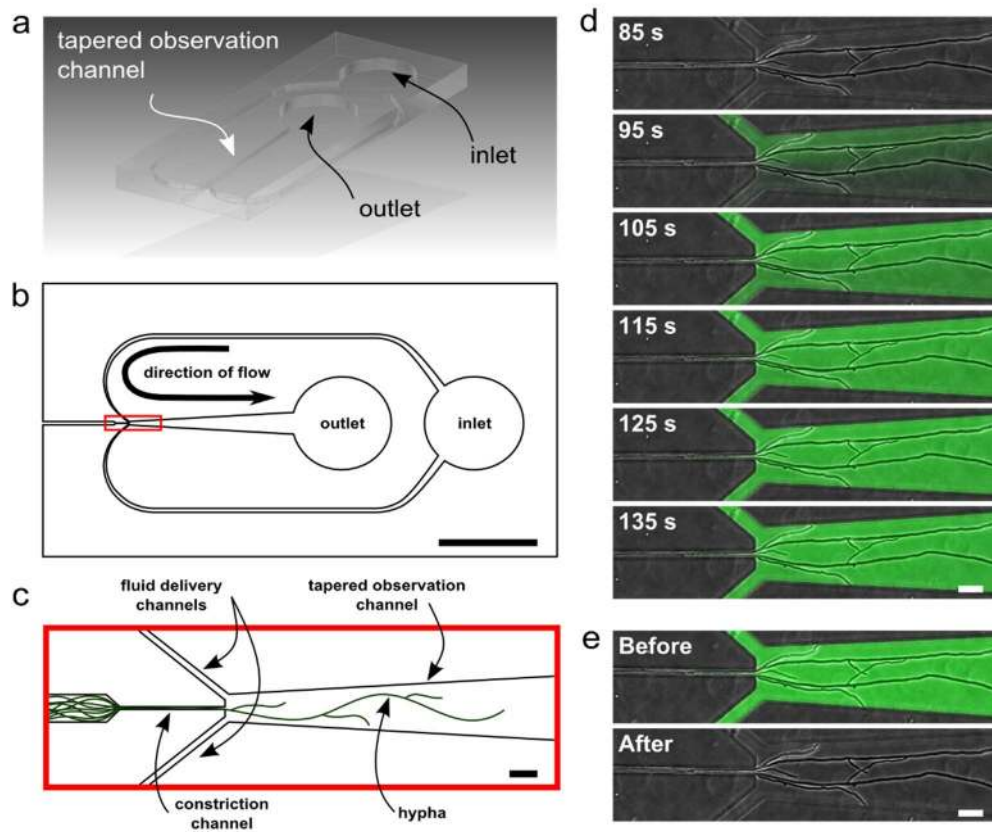 a
tapered observation
channel
inlet
outlet
b
direction of flow
outlet
inlet
c
fluid delivery
channels
tapered observation
channel
constriction
channel
hypha
d
85 s
95 s
105 s
115 s
125 s
135 s
e
Before
After